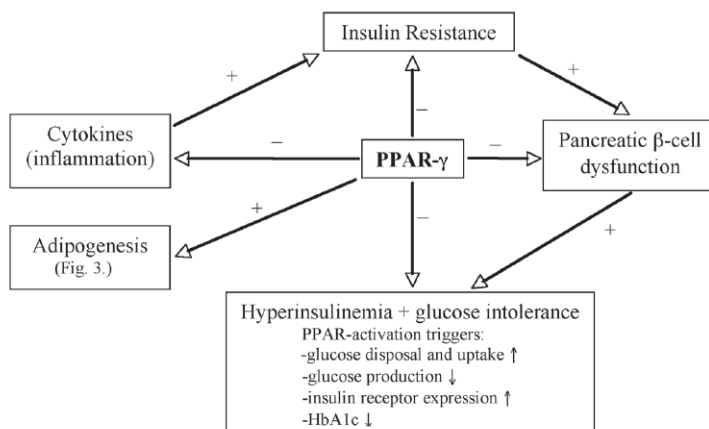 Insulin Resistance
+
+
−
Cytokines
(inflammation)
−
PPAR-γ
−
Pancreatic β-cell
dysfunction
+
−
+
Adipogenesis
(Fig. 3.)
Hyperinsulinemia + glucose intolerance
PPAR-activation triggers:
-glucose disposal and uptake ↑
-glucose production ↓
-insulin receptor expression ↑
-HbA1c ↓